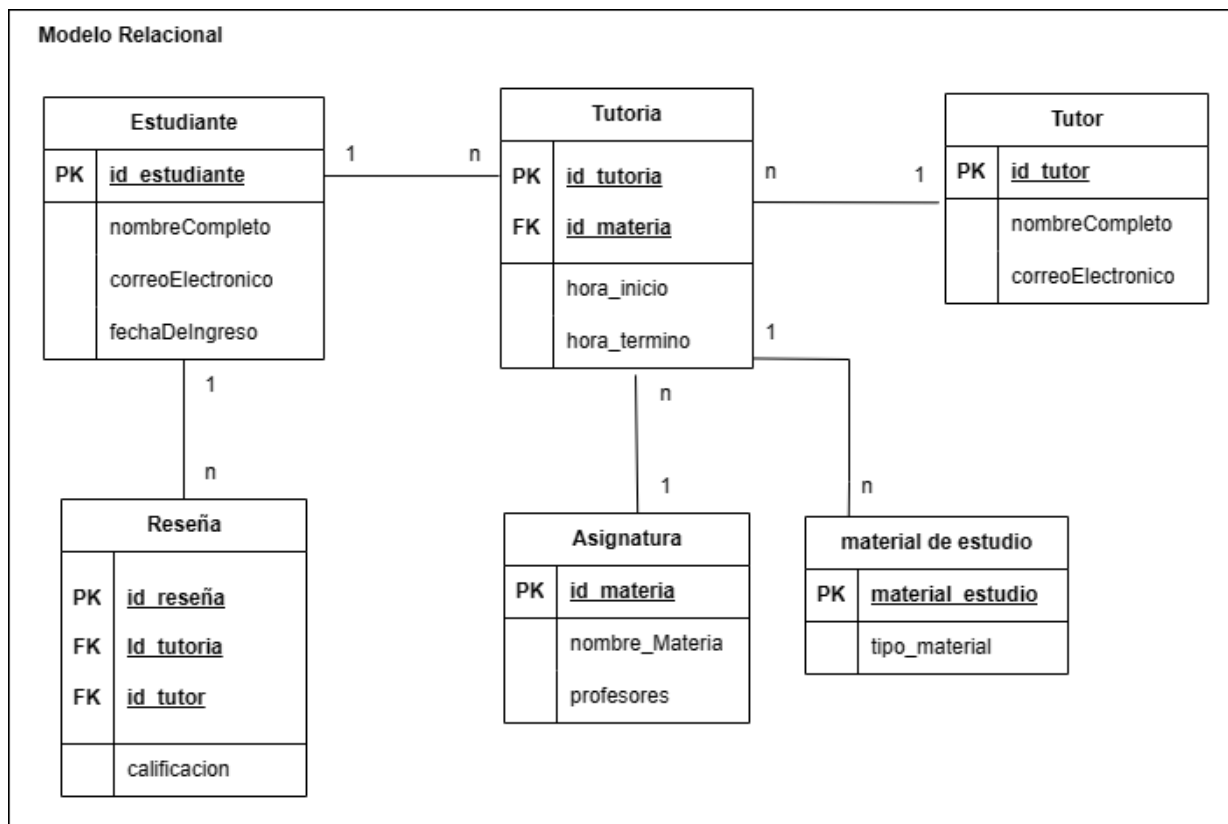 Modelo Relacional
Estudiante
PK id_estudiante
nombreCompleto
correoElectronico
fechaDeIngreso
1 n
Tutoria
PK id_tutoria
FK id_materia
hora_inicio
hora_termino
n 1
Tutor
PK id_tutor
nombreCompleto
correoElectronico
1
n
Reseña
PK id_reseña
FK Id_tutoria
FK id_tutor
calificacion
n
1
Asignatura
PK id_materia
nombre_Materia
profesores
1
n
material de estudio
PK material_estudio
tipo_material